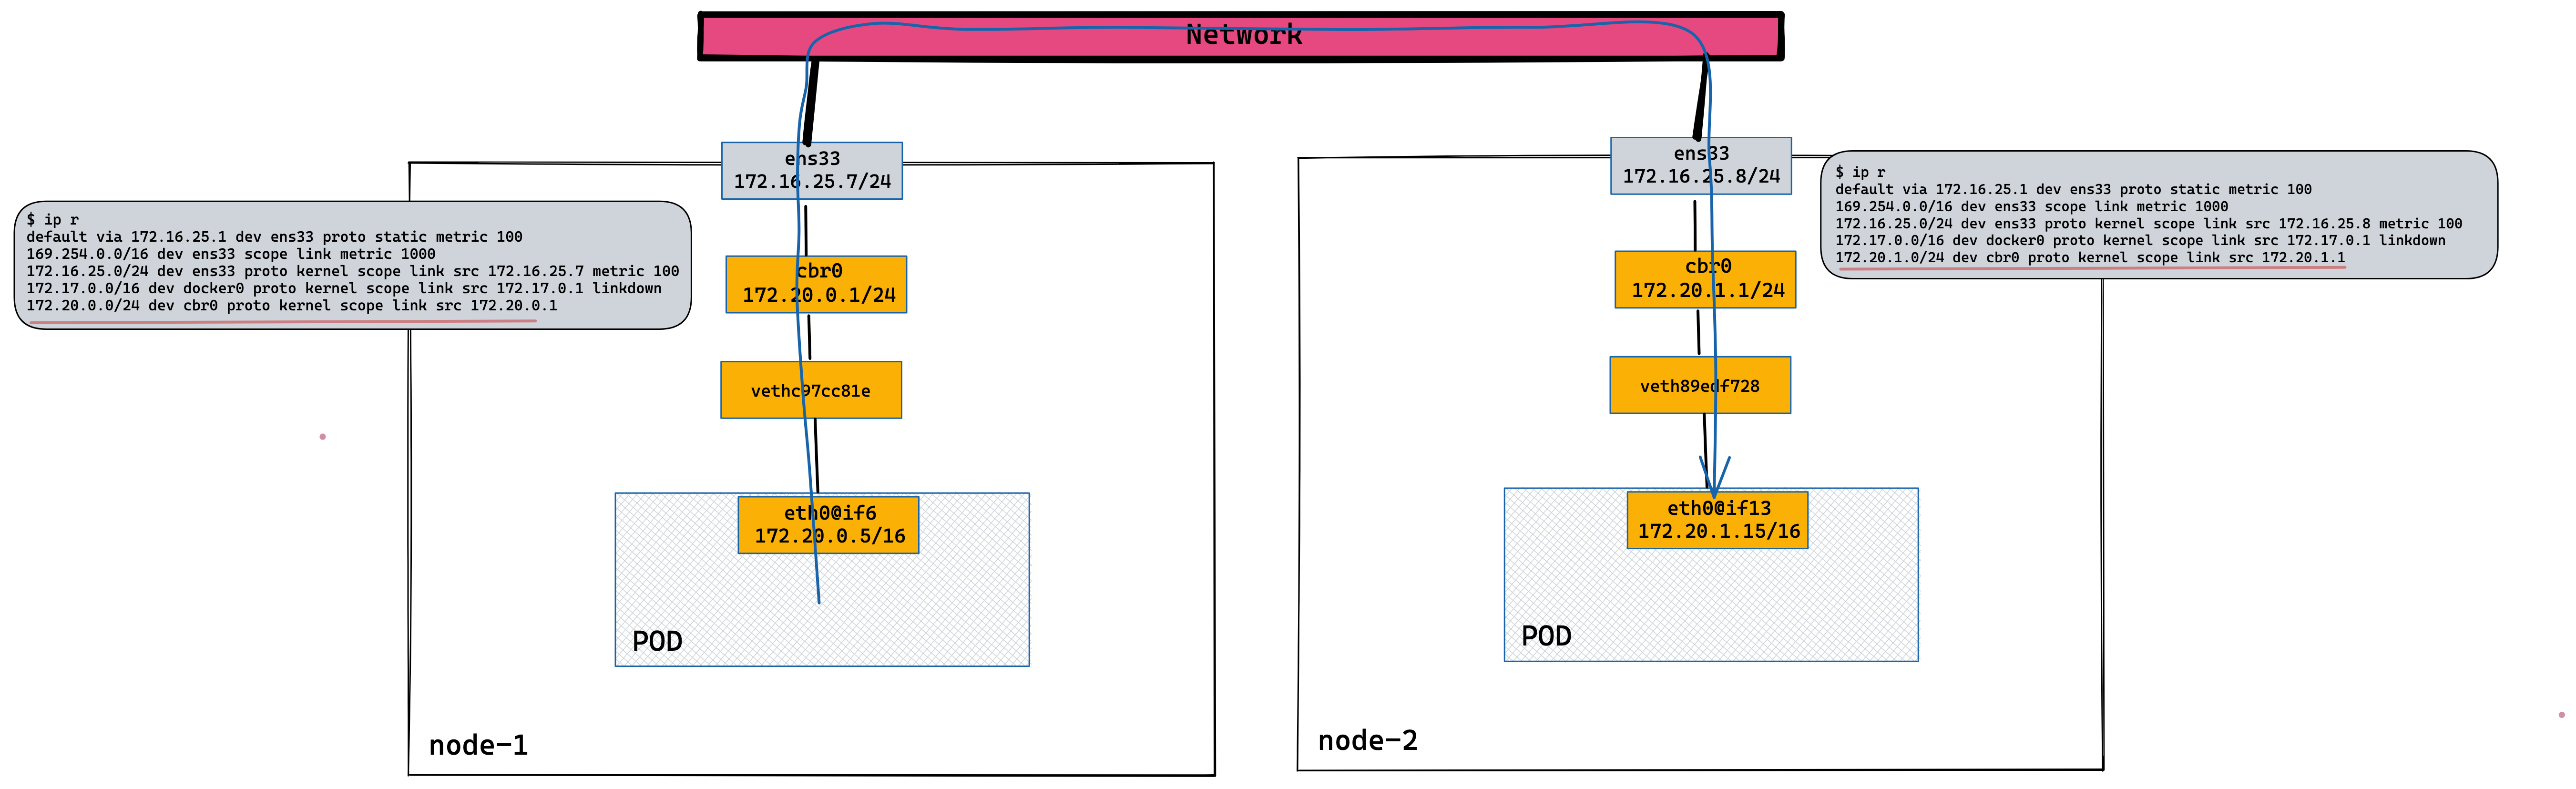 Network
ens33
172.16.25.7/24
$ ip r
default via 172.16.25.1 dev ens33 proto static metric 100
169.254.0.0/16 dev ens33 scope link metric 1000
172.16.25.0/24 dev ens33 proto kernel scope link src 172.16.25.7 metric 100
172.17.0.0/16 dev docker0 proto kernel scope link src 172.17.0.1 linkdown
172.20.0.0/24 dev cbr0 proto kernel scope link src 172.20.0.1
cbr0
172.20.0.1/24
vethc97cc81e
eth0@if6
172.20.0.5/16
POD
node-1
ens33
172.16.25.8/24
$ ip r
default via 172.16.25.1 dev ens33 proto static metric 100
169.254.0.0/16 dev ens33 scope link metric 1000
172.16.25.0/24 dev ens33 proto kernel scope link src 172.16.25.8 metric 100
172.17.0.0/16 dev docker0 proto kernel scope link src 172.17.0.1 linkdown
172.20.1.0/24 dev cbr0 proto kernel scope link src 172.20.1.1
cbr0
172.20.1.1/24
veth89edf728
eth0@if13
172.20.1.15/16
POD
node-2